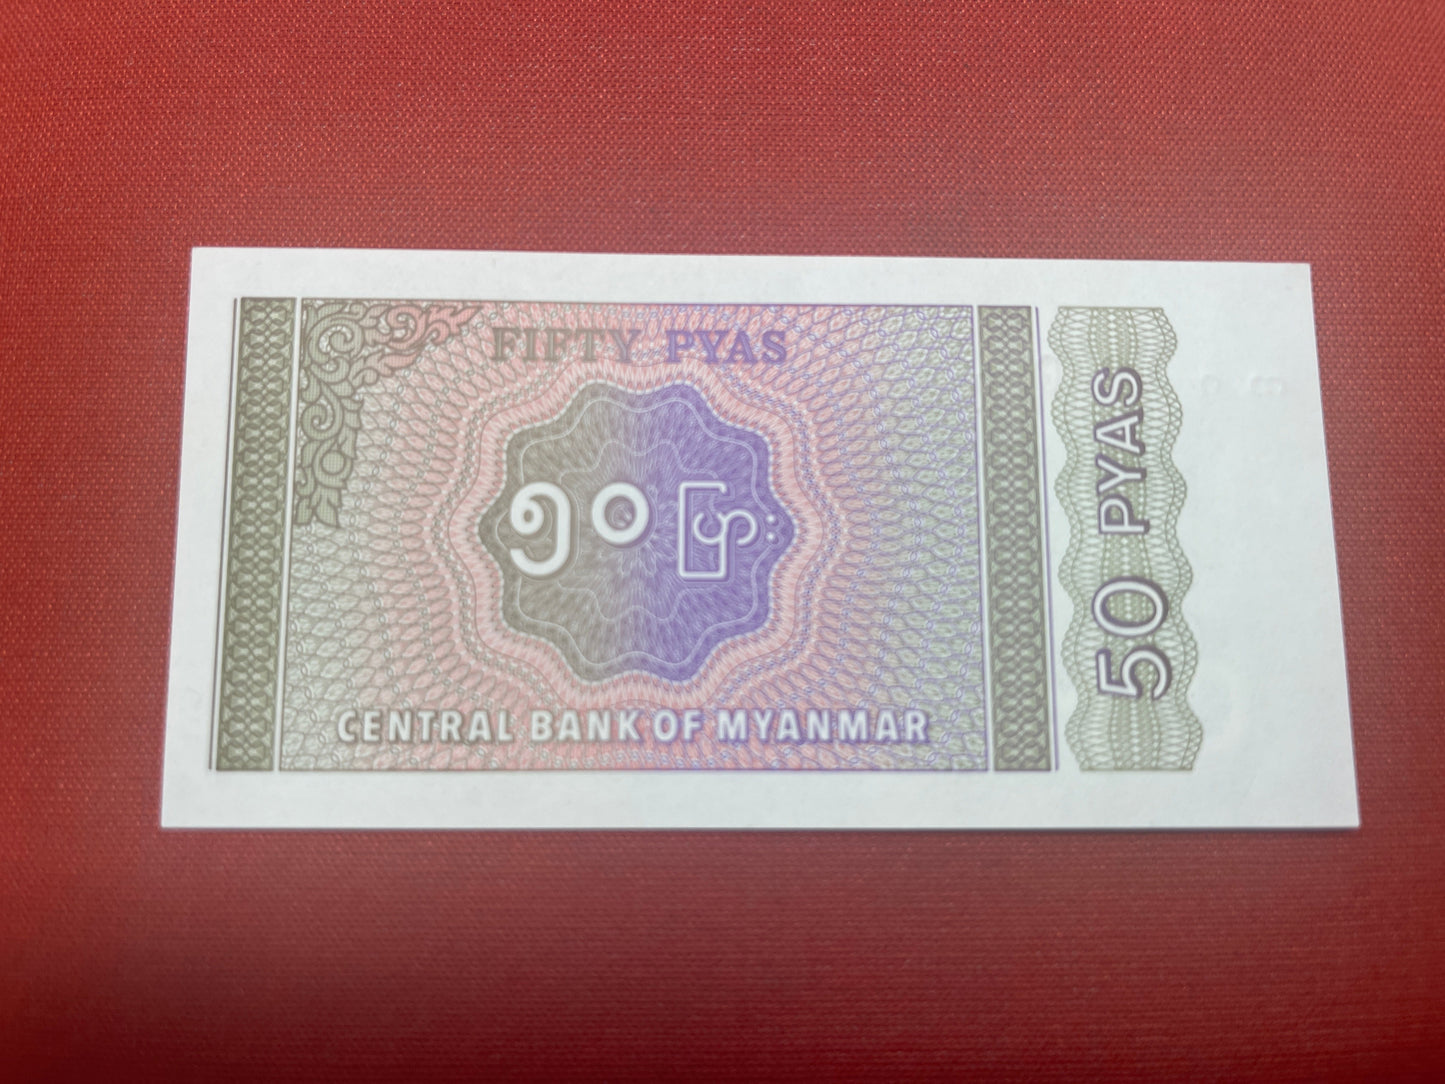 FIFTY PYAS
၅၀ ပြား
CENTRAL BANK OF MYANMAR
50 PYAS